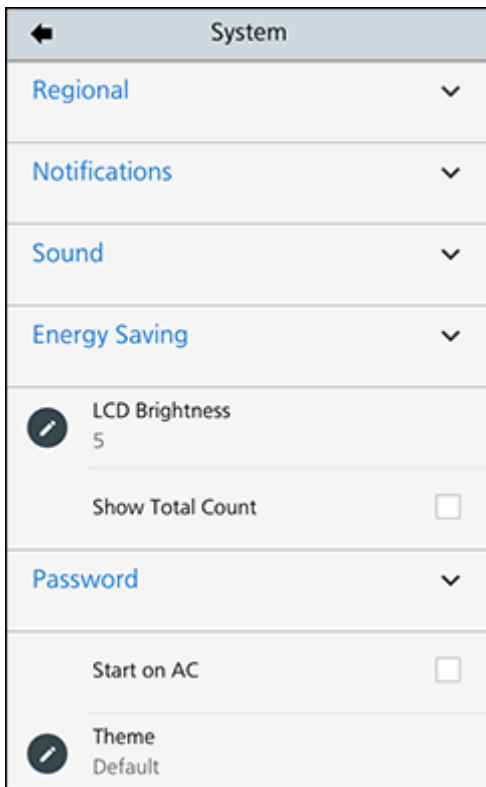 System
Regional
Notifications
Sound
Energy Saving
LCD Brightness
5
Show Total Count
Password
Start on AC
Theme
Default